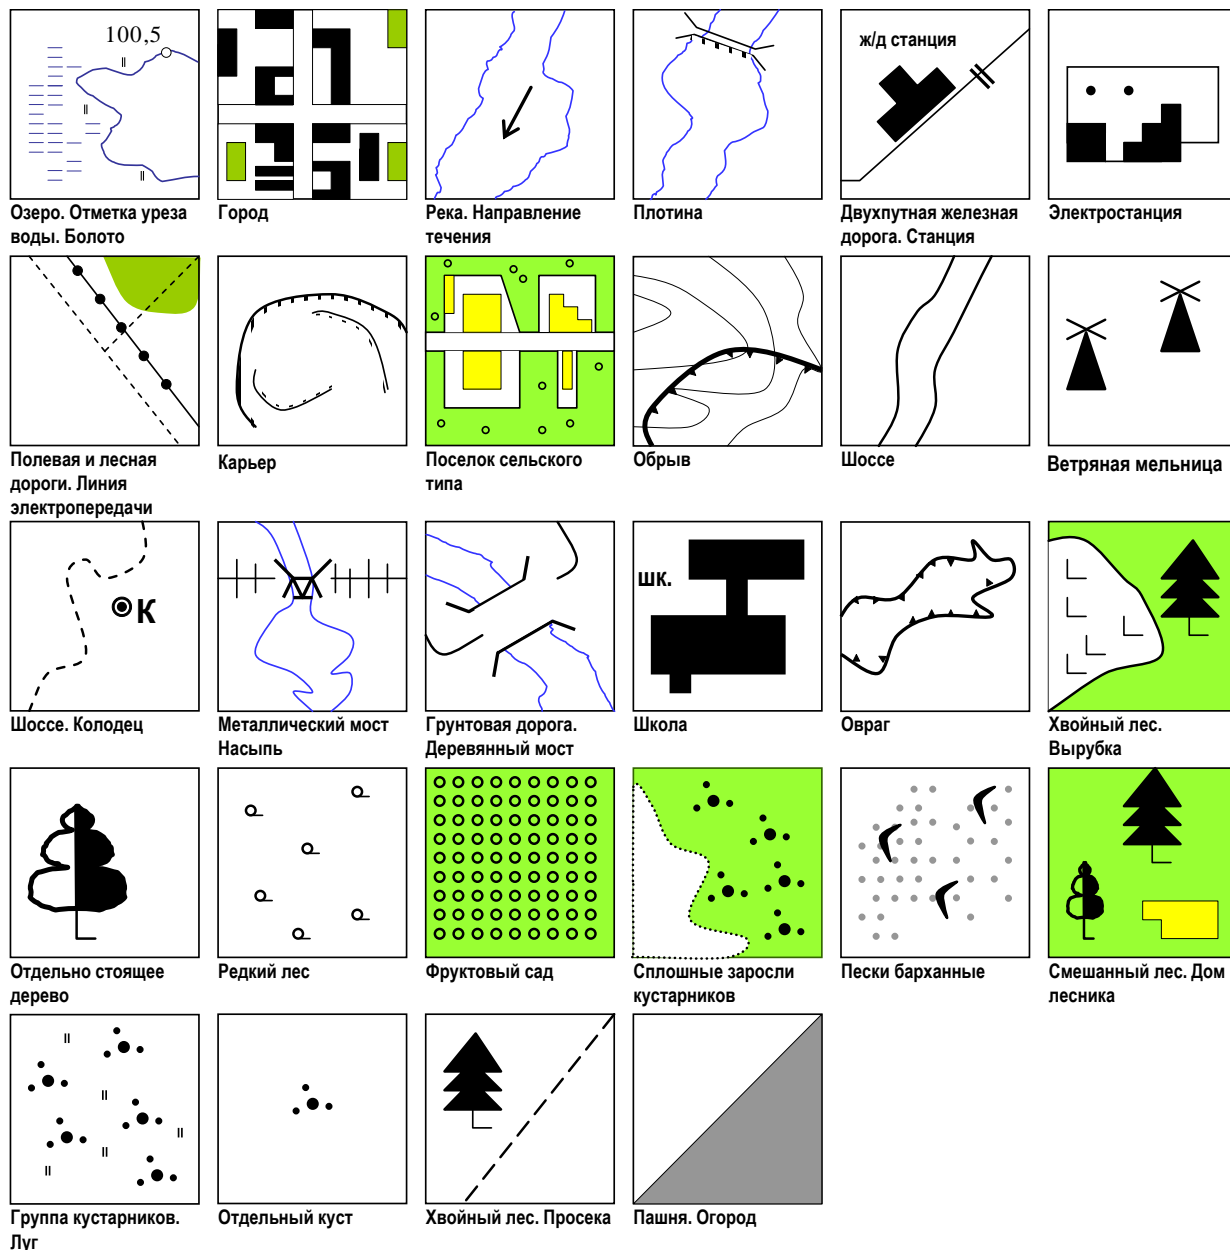 100,5
ж/д станция
Озеро. Отметка уреза
воды. Болото
Город
Река. Направление
течения
Плотина
Двухпутная железная
дорога. Станция
Электростанция
Полевая и лесная
дороги. Линия
электропередачи
Карьер
Поселок сельского
типа
Обрыв
Шоссе
Ветряная мельница
К
шк.
Шоссе. Колодец
Металлический мост
Насыпь
Грунтовая дорога.
Деревянный мост
Школа
Овраг
Хвойный лес.
Вырубка
Отдельно стоящее
дерево
Редкий лес
Фруктовый сад
Сплошные заросли
кустарников
Пески барханные
Смешанный лес. Дом
лесника
Группа кустарников.
Луг
Отдельный куст
Хвойный лес. Просека
Пашня. Огород